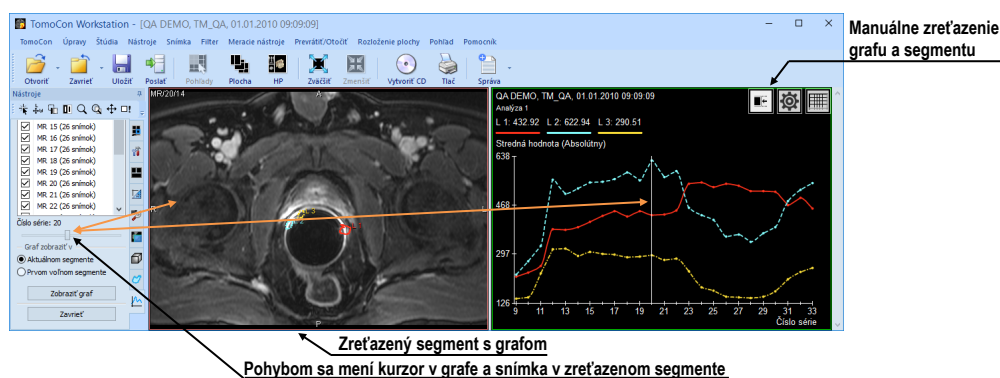 TomoCon Workstation - [QA DEMO, TM_QA, 01.01.2010 09:09:09]
TomoCon Úpravy Štúdia Nástroje Snímka Filter Meracie nástroje Prevrátiť/Otočiť Rozloženie plochy Pohľad Pomocník
Otvoriť Zavrieť Uložiť Poslať Pohľady Plocha HP Zväčšiť Zmenšiť Vytvoriť CD Tlač Správa
Manuálne zreťazenie
grafu a segmentu
Nástroje
MR 15 (26 snímok)
MR 16 (26 snímok)
MR 17 (26 snímok)
MR 18 (26 snímok)
MR 19 (26 snímok)
MR 20 (26 snímok)
MR 21 (26 snímok)
MR 22 (26 snímok)
Číslo série: 20
Graf zobraziť v
Aktuálnom segmente
Prvom voľnom segmente
Zobraziť graf
Zavrieť
MR/20/14
A
R
L
P
QA DEMO, TM_QA, 01.01.2010 09:09:09
Analýza 1
L 1: 432.92 L 2: 622.94 L 3: 290.51
Stredná hodnota (Absolútny)
638
468
297
126
9 11 13 15 17 19 21 23 25 27 29 31 33
Číslo série
Zreťazený segment s grafom
Pohybom sa mení kurzor v grafe a snímka v zreťazenom segmente